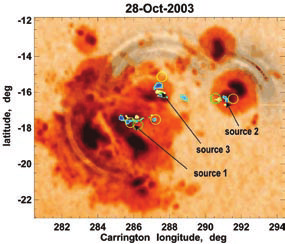 28-Oct-2003
latitude, deg
-12
-14
-16
-18
-20
-22
source 2
source 3
source 1
282 284 286 288 290 292 294
Carrington longitude, deg